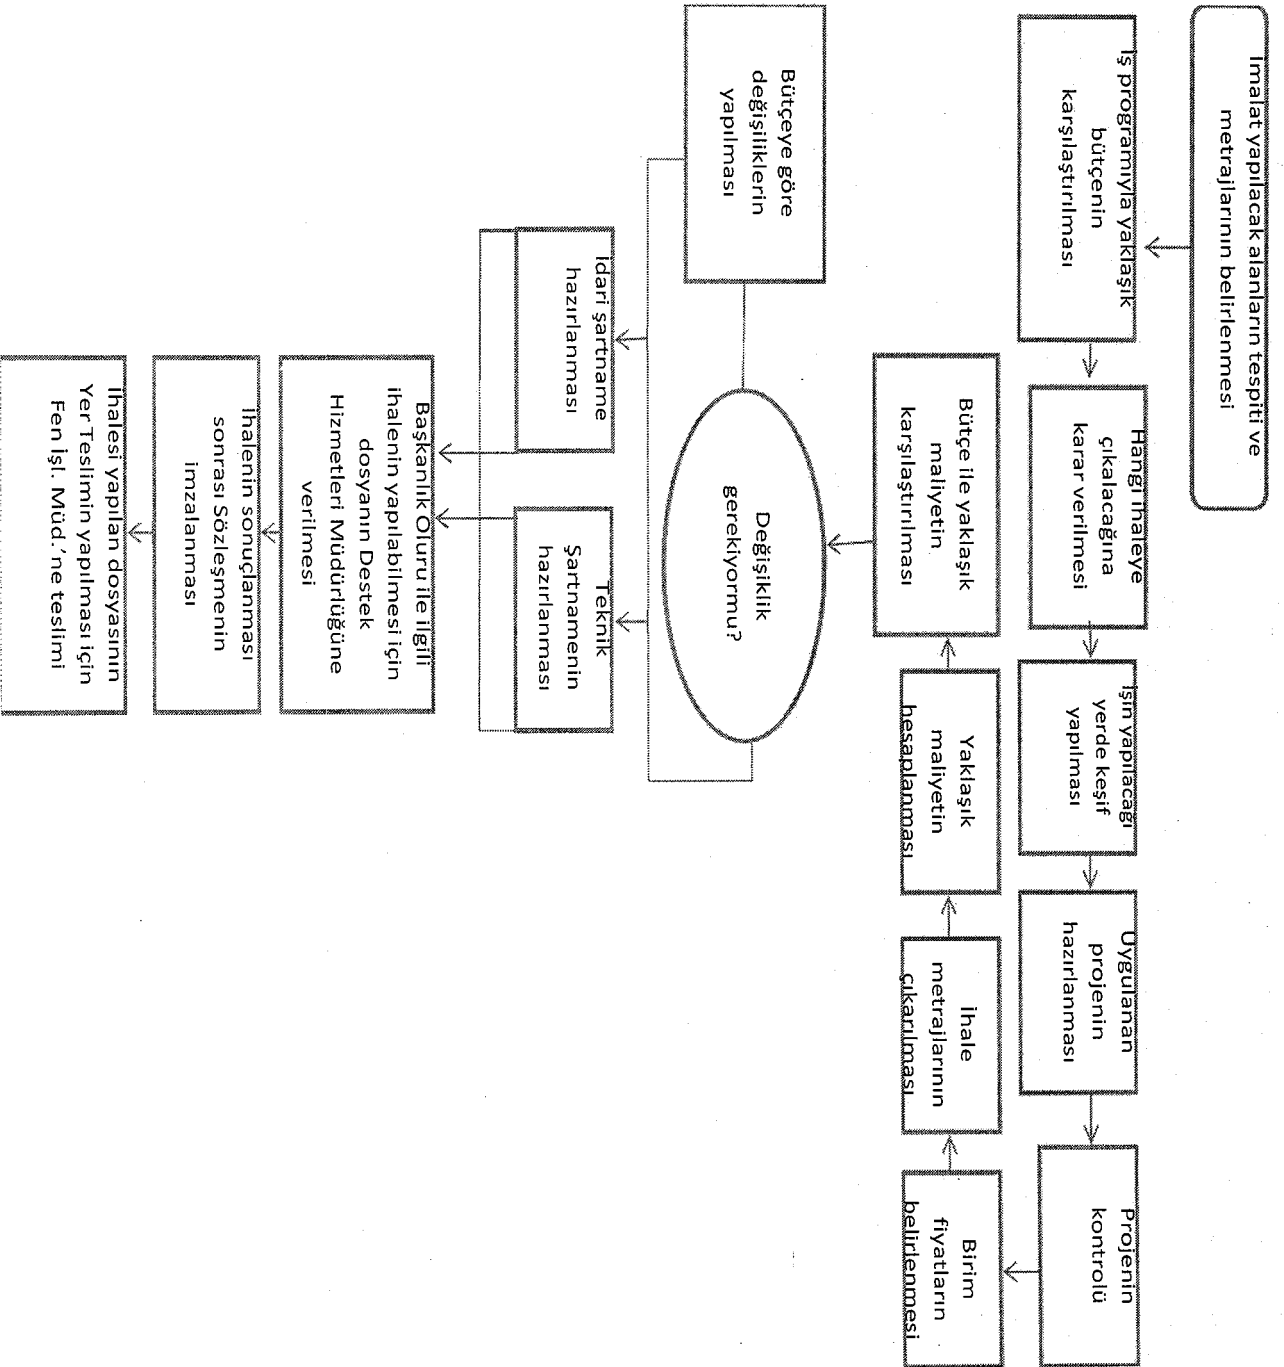 İmalat yapılacak alanların tespiti ve
metrajlarının belirlenmesi
İş programıyla yaklaşık
bütçenin
karşılaştırılması
Hangi ihaleye
çıkalacağına
karar verilmesi
İşin yapılacağı
yerde keşif
yapılması
Uygulanan
projenin
hazırlanması
Projenin
kontrolü
Birim
fiyatların
belirlenmesi
İhale
metrajlarının
çıkarılması
Yaklaşık
maliyetin
hesaplanması
Bütçe ile yaklaşık
maliyetin
karşılaştırılması
Değişiklik
gerekiyormu?
Bütçeye göre
değişiliklerin
yapılması
İdari şartname
hazırlanması
Teknik
Şartnamenin
hazırlanması
Başkanlık Oluru ile ilgili
ihalenin yapılabilmesi için
dosyanın Destek
Hizmetleri Müdürlüğüne
verilmesi
İhalenin sonuçlanması
sonrası Sözleşmenin
imzalanması
İhalesi yapılan dosyasının
Yer Teslimin yapılması için
Fen İşl. Müd.'ne teslimi